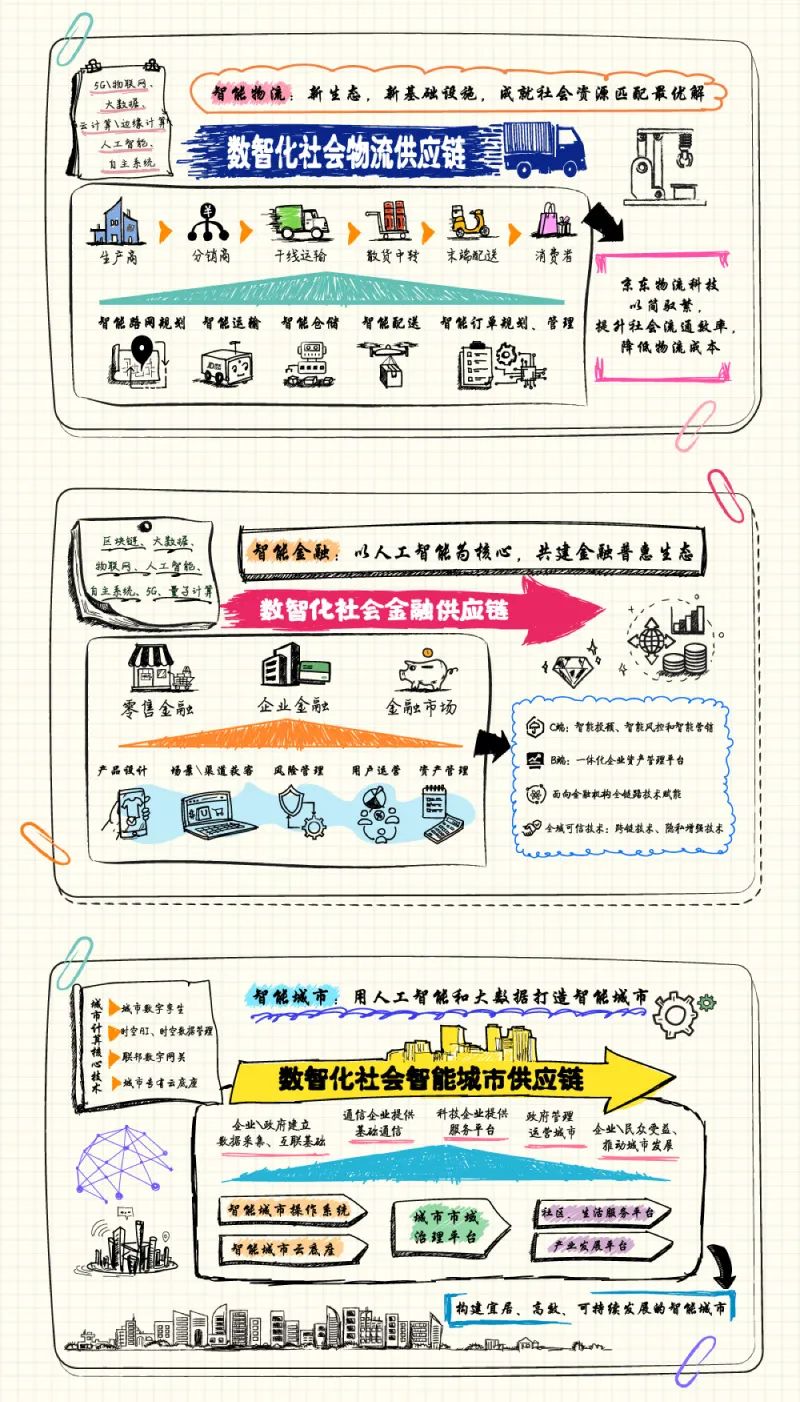 5G\物联网、
大数据、
云计算\边缘计算
人工智能、
自主系统
智能物流：新生态，新基础设施，成就社会资源匹配最优解
数智化社会物流供应链
生产商
分销商
干线运输
散货中转
末端配送
消费者
智能路网规划
智能运输
智能仓储
智能配送
智能订单规划、管理
京东物流科技
以简驭繁，
提升社会流通效率，
降低物流成本
区块链、大数据、
物联网、人工智能、
自主系统、5G、量子计算
智能金融：以人工智能为核心，共建金融普惠生态
数智化社会金融供应链
零售金融
企业金融
金融市场
产品设计
场景\渠道获客
风险管理
用户运营
资产管理
C端：智能投顾、智能风控和智能营销
B端：一体化企业资产管理平台
面向金融机构全链路技术赋能
全域可信技术：跨链技术、隐私增强技术
城市计算核心技术
城市数字孪生
时空AI、时空数据管理
联邦数字网关
城市专有云底座
智能城市：用人工智能和大数据打造智能城市
数智化社会智能城市供应链
企业\政府建立
数据采集、互联基础
通信企业提供
基础通信
科技企业提供
服务平台
政府管理
运营城市
企业\民众受益、
推动城市发展
智能城市操作系统
智能城市云底座
城市市域
治理平台
社区、生活服务平台
产业发展平台
构建宜居、高效、可持续发展的智能城市